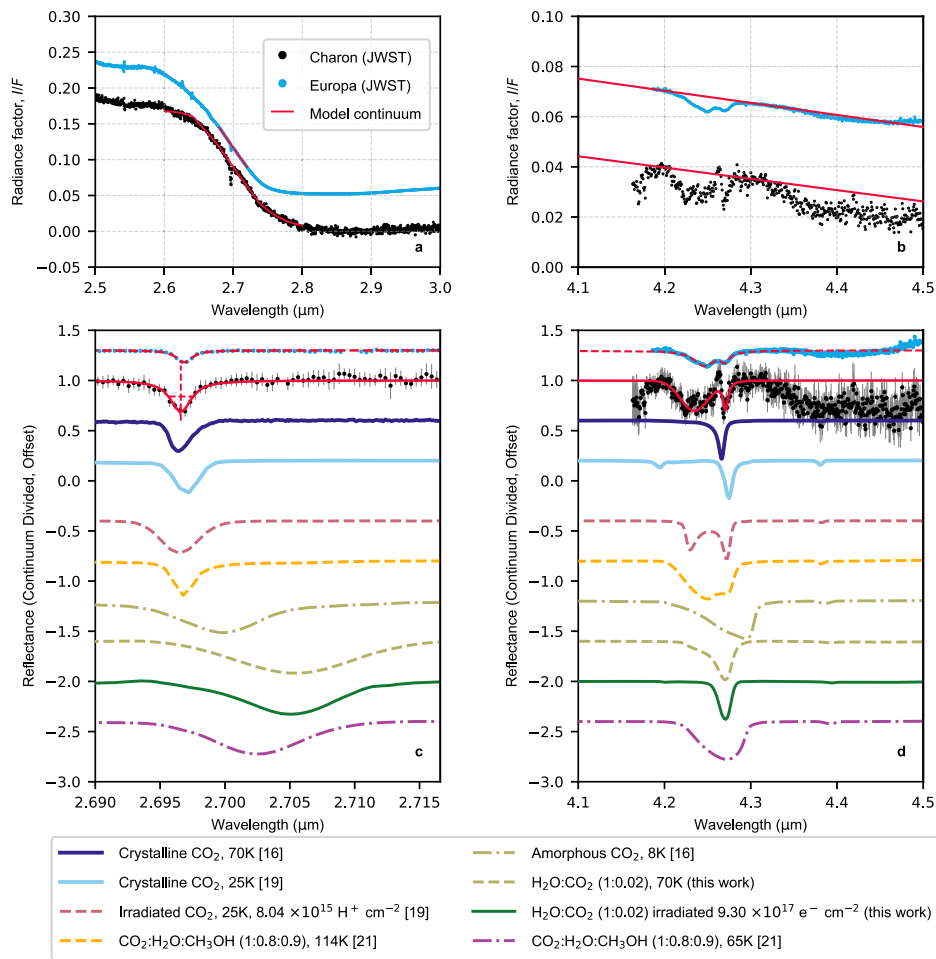 0.30
0.25
0.20
0.15
0.10
0.05
0.00
−0.05
Radiance factor, I/F
Charon (JWST)
Europa (JWST)
Model continuum
a
2.5 2.6 2.7 2.8 2.9 3.0
Wavelength (μm)
0.10
0.08
0.06
0.04
0.02
0.00
Radiance factor, I/F
b
4.1 4.2 4.3 4.4 4.5
Wavelength (μm)
1.5
1.0
0.5
0.0
−0.5
−1.0
−1.5
−2.0
−2.5
−3.0
Reflectance (Continuum Divided, Offset)
c
2.690 2.695 2.700 2.705 2.710 2.715
Wavelength (μm)
1.5
1.0
0.5
0.0
−0.5
−1.0
−1.5
−2.0
−2.5
−3.0
Reflectance (Continuum Divided, Offset)
d
4.1 4.2 4.3 4.4 4.5
Wavelength (μm)
Crystalline CO₂, 70K [16]
Crystalline CO₂, 25K [19]
Irradiated CO₂, 25K, 8.04 ×10¹⁵ H⁺ cm⁻² [19]
CO₂:H₂O:CH₃OH (1:0.8:0.9), 114K [21]
Amorphous CO₂, 8K [16]
H₂O:CO₂ (1:0.02), 70K (this work)
H₂O:CO₂ (1:0.02) irradiated 9.30 ×10¹⁷ e⁻ cm⁻² (this work)
CO₂:H₂O:CH₃OH (1:0.8:0.9), 65K [21]